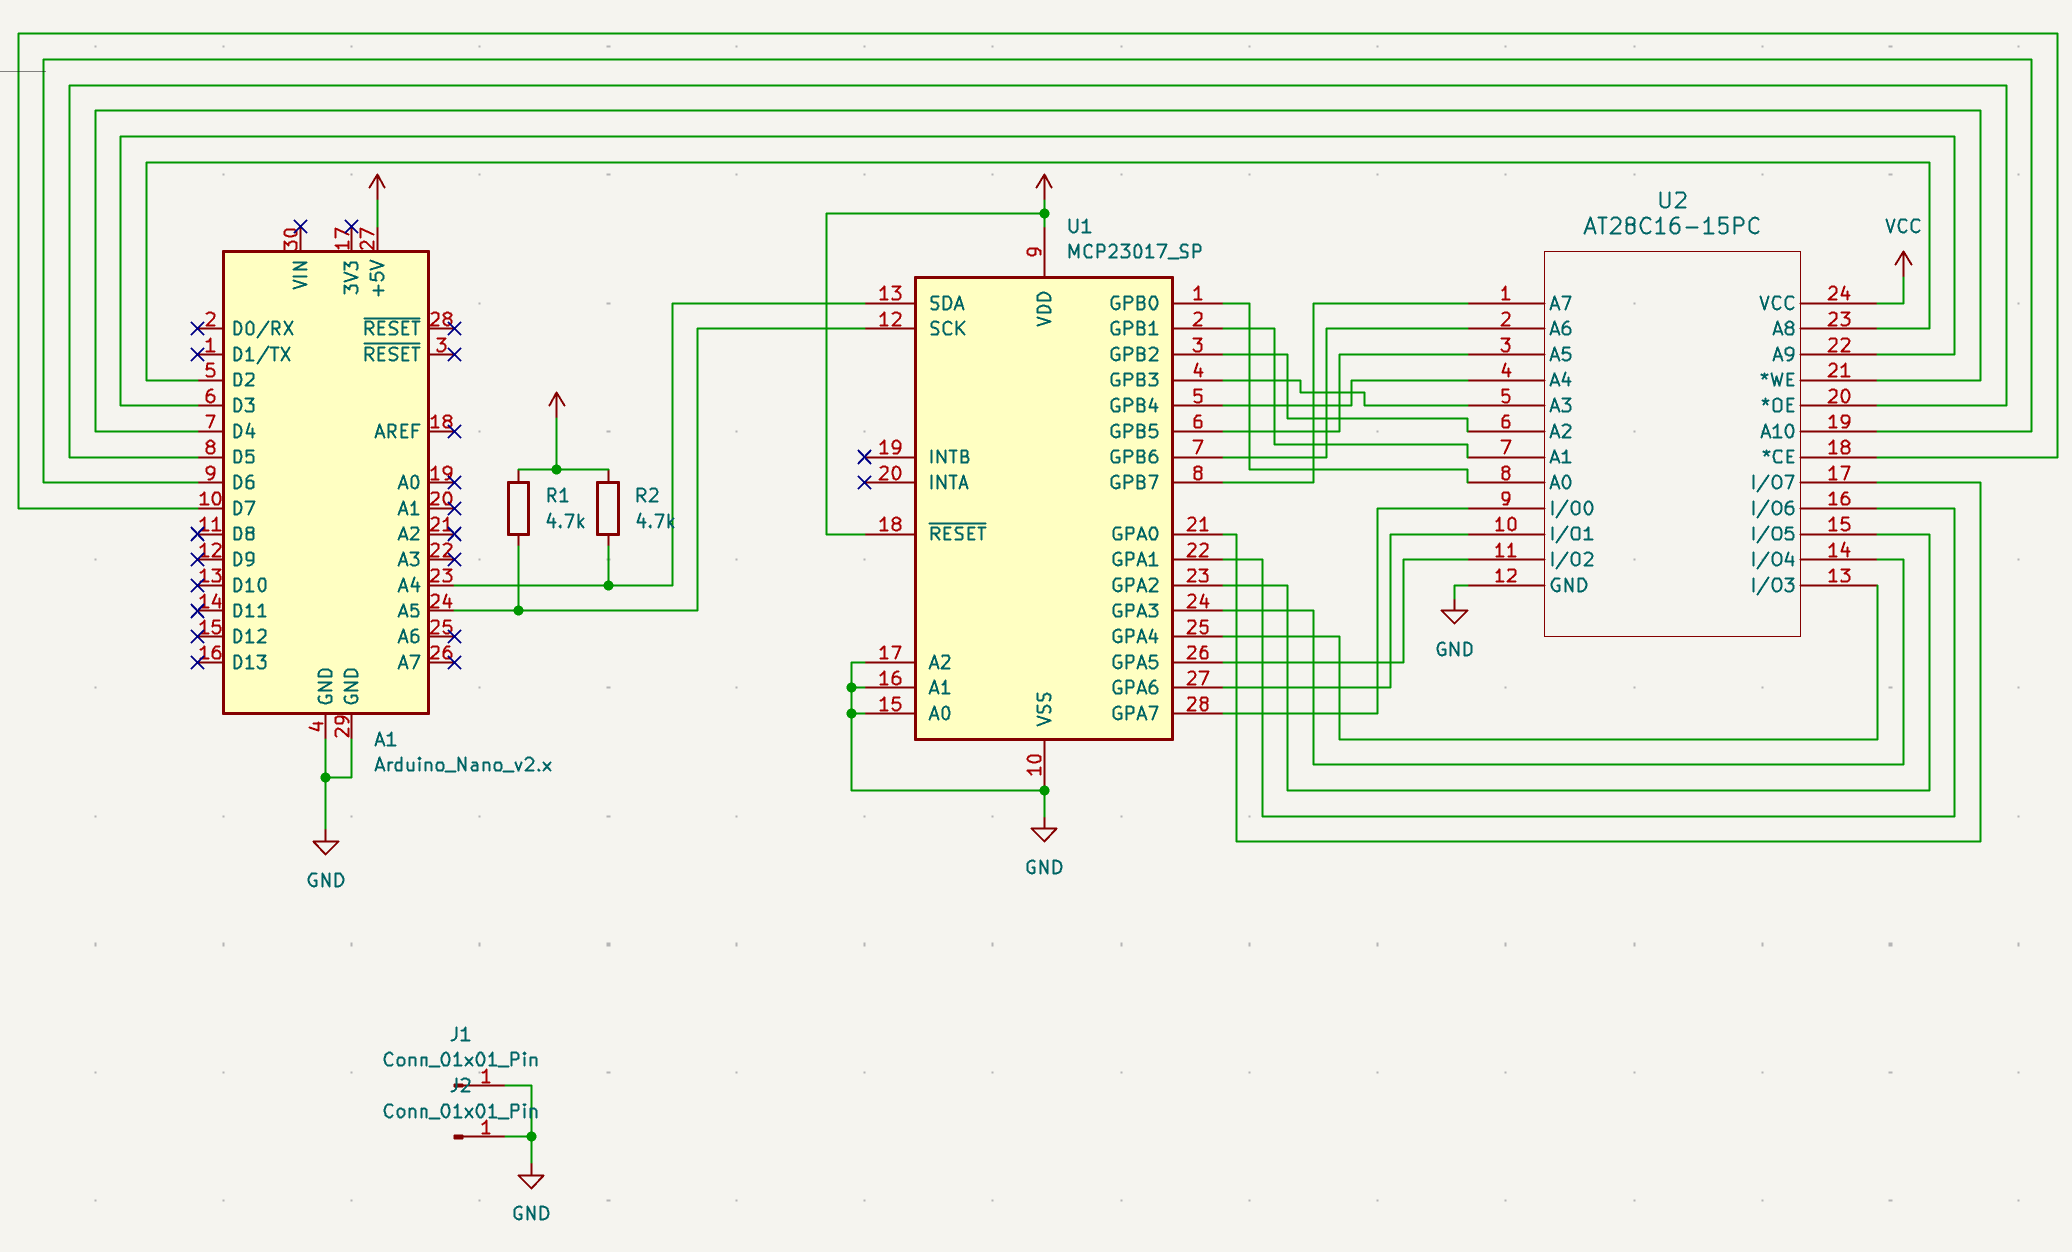 U2
AT28C16-15PC
U1
MCP23017_SP
VCC
30
17
27
VIN
3V3
+5V
2 D0/RX
1 D1/TX
5 D2
6 D3
7 D4
8 D5
9 D6
10 D7
11 D8
12 D9
13 D10
14 D11
15 D12
16 D13
RESET 28
RESET 3
AREF 18
A0 19
A1 20
A2 21
A3 22
A4 23
A5 24
A6 25
A7 26
GND
GND
4
29
A1
Arduino_Nano_v2.x
GND
R1
4.7k
R2
4.7k
9
VDD
13 SDA
12 SCK
19 INTB
20 INTA
18 RESET
17 A2
16 A1
15 A0
GPB0 1
GPB1 2
GPB2 3
GPB3 4
GPB4 5
GPB5 6
GPB6 7
GPB7 8
GPA0 21
GPA1 22
GPA2 23
GPA3 24
GPA4 25
GPA5 26
GPA6 27
GPA7 28
VSS
10
GND
1 A7
2 A6
3 A5
4 A4
5 A3
6 A2
7 A1
8 A0
9 I/O0
10 I/O1
11 I/O2
12 GND
GND
VCC 24
A8 23
A9 22
*WE 21
*OE 20
A10 19
*CE 18
I/O7 17
I/O6 16
I/O5 15
I/O4 14
I/O3 13
J1
Conn_01x01_Pin
1
J2
Conn_01x01_Pin
1
GND